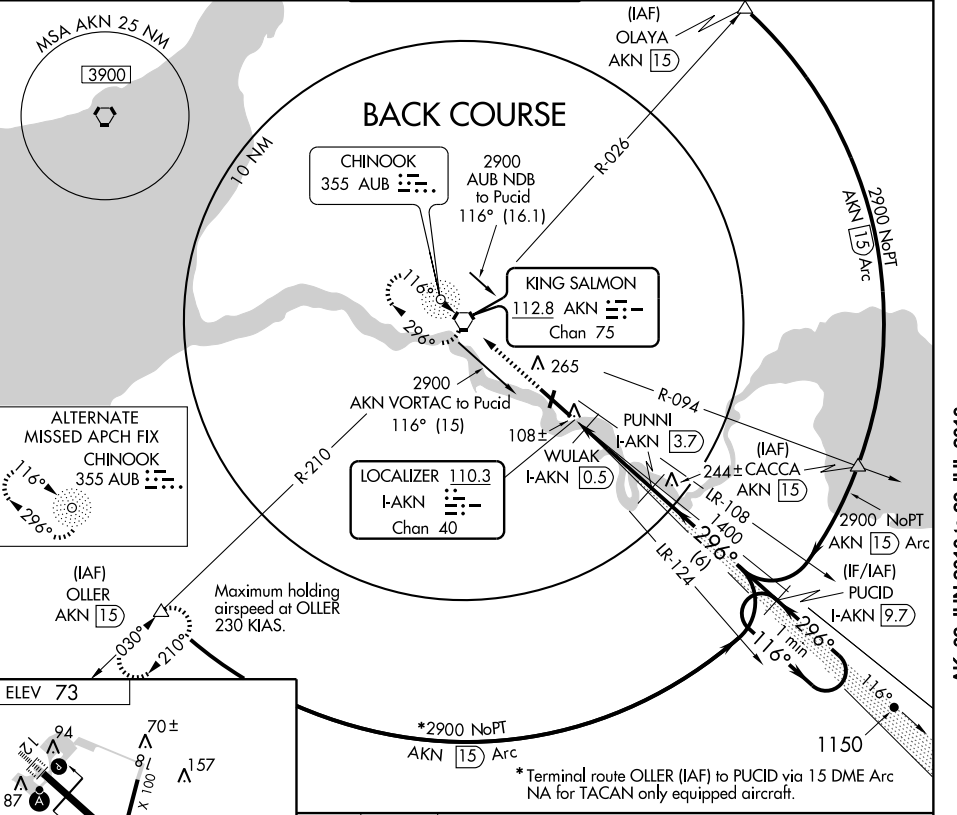 MSA AKN 25 NM
3900
(IAF)
OLAYA
AKN 15
BACK COURSE
10 NM
CHINOOK
355 AUB
2900
AUB NDB
to Pucid
116° (16.1)
R-026
2900 NoPT
AKN 15 Arc
116°
296°
KING SALMON
112.8 AKN
Chan 75
265
2900
AKN VORTAC to Pucid
116° (15)
R-094
ALTERNATE
MISSED APCH FIX
CHINOOK
355 AUB
116°
296°
R-210
108±
PUNNI
I-AKN 3.7
WULAK
I-AKN 0.5
(IAF)
244± CACCA
AKN 15
LOCALIZER 110.3
I-AKN
Chan 40
LR-108
1400
296°
(6)
LR-124
2900 NoPT
AKN 15 Arc
(IAF)
OLLER
AKN 15
Maximum holding
airspeed at OLLER
230 KIAS.
(IF/IAF)
PUCID
I-AKN 9.7
030°
210°
296°
1 min
116°
116°
1150
*2900 NoPT
AKN 15 Arc
* Terminal route OLLER (IAF) to PUCID via 15 DME Arc
NA for TACAN only equipped aircraft.
ELEV 73
94
70±
12
P
18
157
87
A
X 100